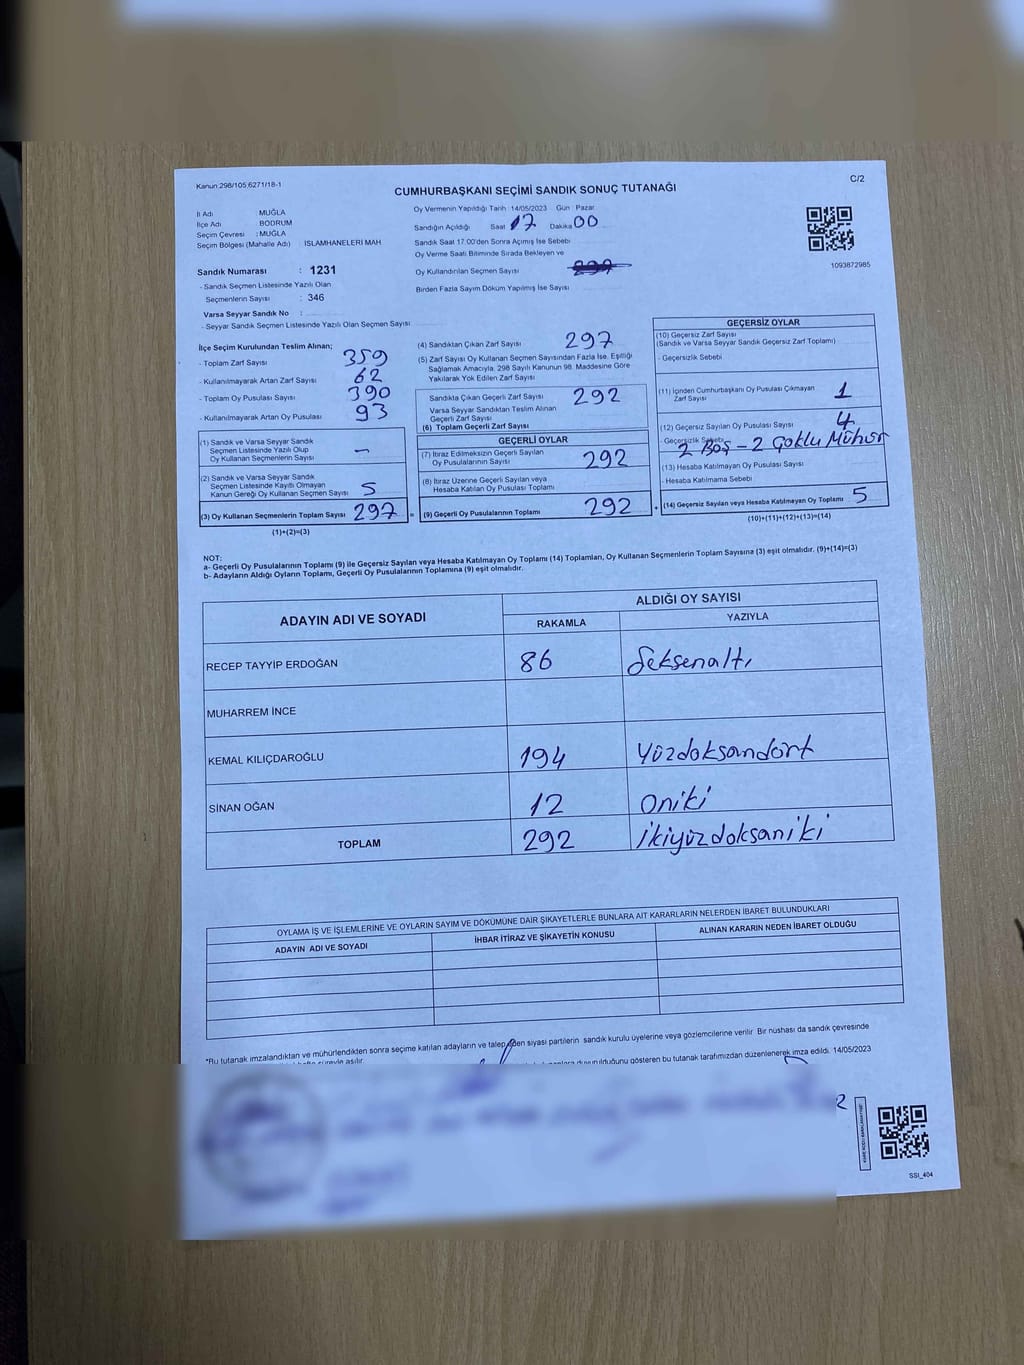 Kanun:298/105,6271/18-1
C/2
CUMHURBAŞKANI SEÇİMİ SANDIK SONUÇ TUTANAĞI
İl Adı MUĞLA
İlçe Adı BODRUM
Seçim Çevresi : MUĞLA
Seçim Bölgesi (Mahalle Adı) : İSLAMHANELERİ MAH
Oy Vermenin Yapıldığı Tarih 14/05/2023 Gün : Pazar
Sandığın Açıldığı Saat 17 Dakika 00
Sandık Saat 17.00'den Sonra Açılmış İse Sebebi
Oy Verme Saati Bitiminde Sırada Bekleyen ve
Oy Kullandırılan Seçmen Sayısı
Birden Fazla Sayım Döküm Yapılmış İse Sayısı
1093872985
Sandık Numarası : 1231
- Sandık Seçmen Listesinde Yazılı Olan
Seçmenlerin Sayısı : 346
Varsa Seyyar Sandık No :
- Seyyar Sandık Seçmen Listesinde Yazılı Olan Seçmen Sayısı
İlçe Seçim Kurulundan Teslim Alınan;
- Toplam Zarf Sayısı 359
- Kullanılmayarak Artan Zarf Sayısı 62
- Toplam Oy Pusulası Sayısı 390
- Kullanılmayarak Artan Oy Pusulası 93
(1) Sandık ve Varsa Seyyar Sandık
Seçmen Listesinde Yazılı Olup
Oy Kullanan Seçmenlerin Sayısı –
(2) Sandık ve Varsa Seyyar Sandık
Seçmen Listesinde Kayıtlı Olmayan
Kanun Gereği Oy Kullanan Seçmen Sayısı 5
(3) Oy Kullanan Seçmenlerin Toplam Sayısı 297 =
(1)+(2)=(3)
(4) Sandıktan Çıkan Zarf Sayısı 297
(5) Zarf Sayısı Oy Kullanan Seçmen Sayısından Fazla İse, Eşitliği
Sağlamak Amacıyla, 298 Sayılı Kanunun 98. Maddesine Göre
Yakılarak Yok Edilen Zarf Sayısı
Sandıkta Çıkan Geçerli Zarf Sayısı 292
Varsa Seyyar Sandıktan Teslim Alınan
Geçerli Zarf Sayısı
(6) Toplam Geçerli Zarf Sayısı
GEÇERLİ OYLAR
(7) İtiraz Edilmeksizin Geçerli Sayılan
Oy Pusulalarının Sayısı 292
(8) İtiraz Üzerine Geçerli Sayılan veya
Hesaba Katılan Oy Pusulası Toplamı
(9) Geçerli Oy Pusulalarının Toplamı 292 +
GEÇERSİZ OYLAR
(10) Geçersiz Zarf Sayısı
(Sandık ve Varsa Seyyar Sandık Geçersiz Zarf Toplamı)
- Geçersizlik Sebebi
(11) İçinden Cumhurbaşkanı Oy Pusulası Çıkmayan
Zarf Sayısı 1
(12) Geçersiz Sayılan Oy Pusulası Sayısı 4
- Geçersizlik Sebebi 2 Boş - 2 Çoklu Mühür
(13) Hesaba Katılmayan Oy Pusulası Sayısı
- Hesaba Katılmama Sebebi
(14) Geçersiz Sayılan veya Hesaba Katılmayan Oy Toplamı 5
(10)+(11)+(12)+(13)=(14)
NOT;
a- Geçerli Oy Pusulalarının Toplamı (9) ile Geçersiz Sayılan veya Hesaba Katılmayan Oy Toplamı (14) Toplamları, Oy Kullanan Seçmenlerin Toplam Sayısına (3) eşit olmalıdır. (9)+(14)=(3)
b- Adayların Aldığı Oyların Toplamı, Geçerli Oy Pusulalarının Toplamına (9) eşit olmalıdır.
ADAYIN ADI VE SOYADI
ALDIĞI OY SAYISI
RAKAMLA YAZIYLA
RECEP TAYYİP ERDOĞAN 86 Seksenaltı
MUHARREM İNCE
KEMAL KILIÇDAROĞLU 194 Yüzdoksandört
SİNAN OĞAN 12 Oniki
TOPLAM 292 İkiyüzdoksaniki
OYLAMA İŞ VE İŞLEMLERİNE VE OYLARIN SAYIM VE DÖKÜMÜNE DAİR ŞİKAYETLERLE BUNLARA AİT KARARLARIN NELERDEN İBARET BULUNDUKLARI
ADAYIN ADI VE SOYADI İHBAR İTİRAZ VE ŞİKAYETİN KONUSU ALINAN KARARIN NEDEN İBARET OLDUĞU
*Bu tutanak imzalandıktan ve mühürlendikten sonra seçime katılan adayların ve talep eden siyasi partilerin sandık kurulu üyelerine veya gözlemcilerine verilir. Bir nüshası da sandık çevresinde
süreyle asılır.
olduğunu gösteren bu tutanak tarafımızdan düzenlenerek imza edildi. 14/05/2023
SSI_404